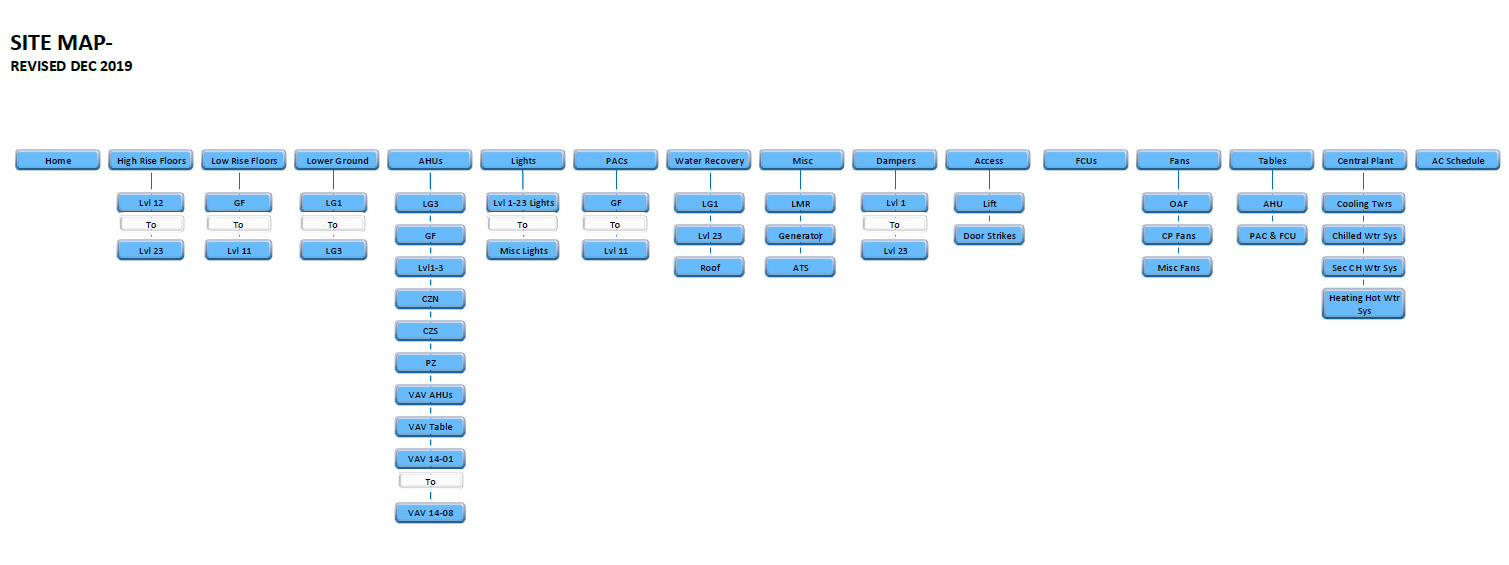 SITE MAP-
REVISED DEC 2019
Home
High Rise Floors
Low Rise Floors
Lower Ground
AHUs
Lights
PACs
Water Recovery
Misc
Dampers
Access
FCUs
Fans
Tables
Central Plant
AC Schedule
Lvl 12
To
Lvl 23
GF
To
Lvl 11
LG1
To
LG3
LG3
GF
Lvl1-3
CZN
CZS
PZ
VAV AHUs
VAV Table
VAV 14-01
To
VAV 14-08
Lvl 1-23 Lights
To
Misc Lights
GF
To
Lvl 11
LG1
Lvl 23
Roof
LMR
Generator
ATS
Lvl 1
To
Lvl 23
Lift
Door Strikes
OAF
CP Fans
Misc Fans
AHU
PAC & FCU
Cooling Twrs
Chilled Wtr Sys
Sec CH Wtr Sys
Heating Hot Wtr
Sys